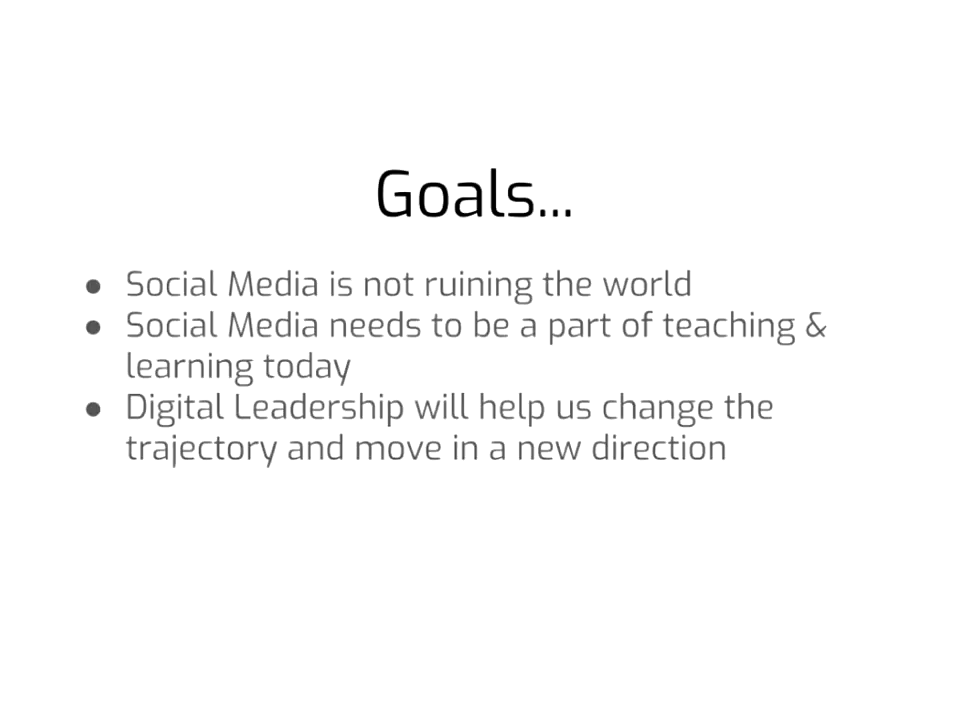 Goals...
● Social Media is not ruining the world
● Social Media needs to be a part of teaching &
learning today
● Digital Leadership will help us change the
trajectory and move in a new direction